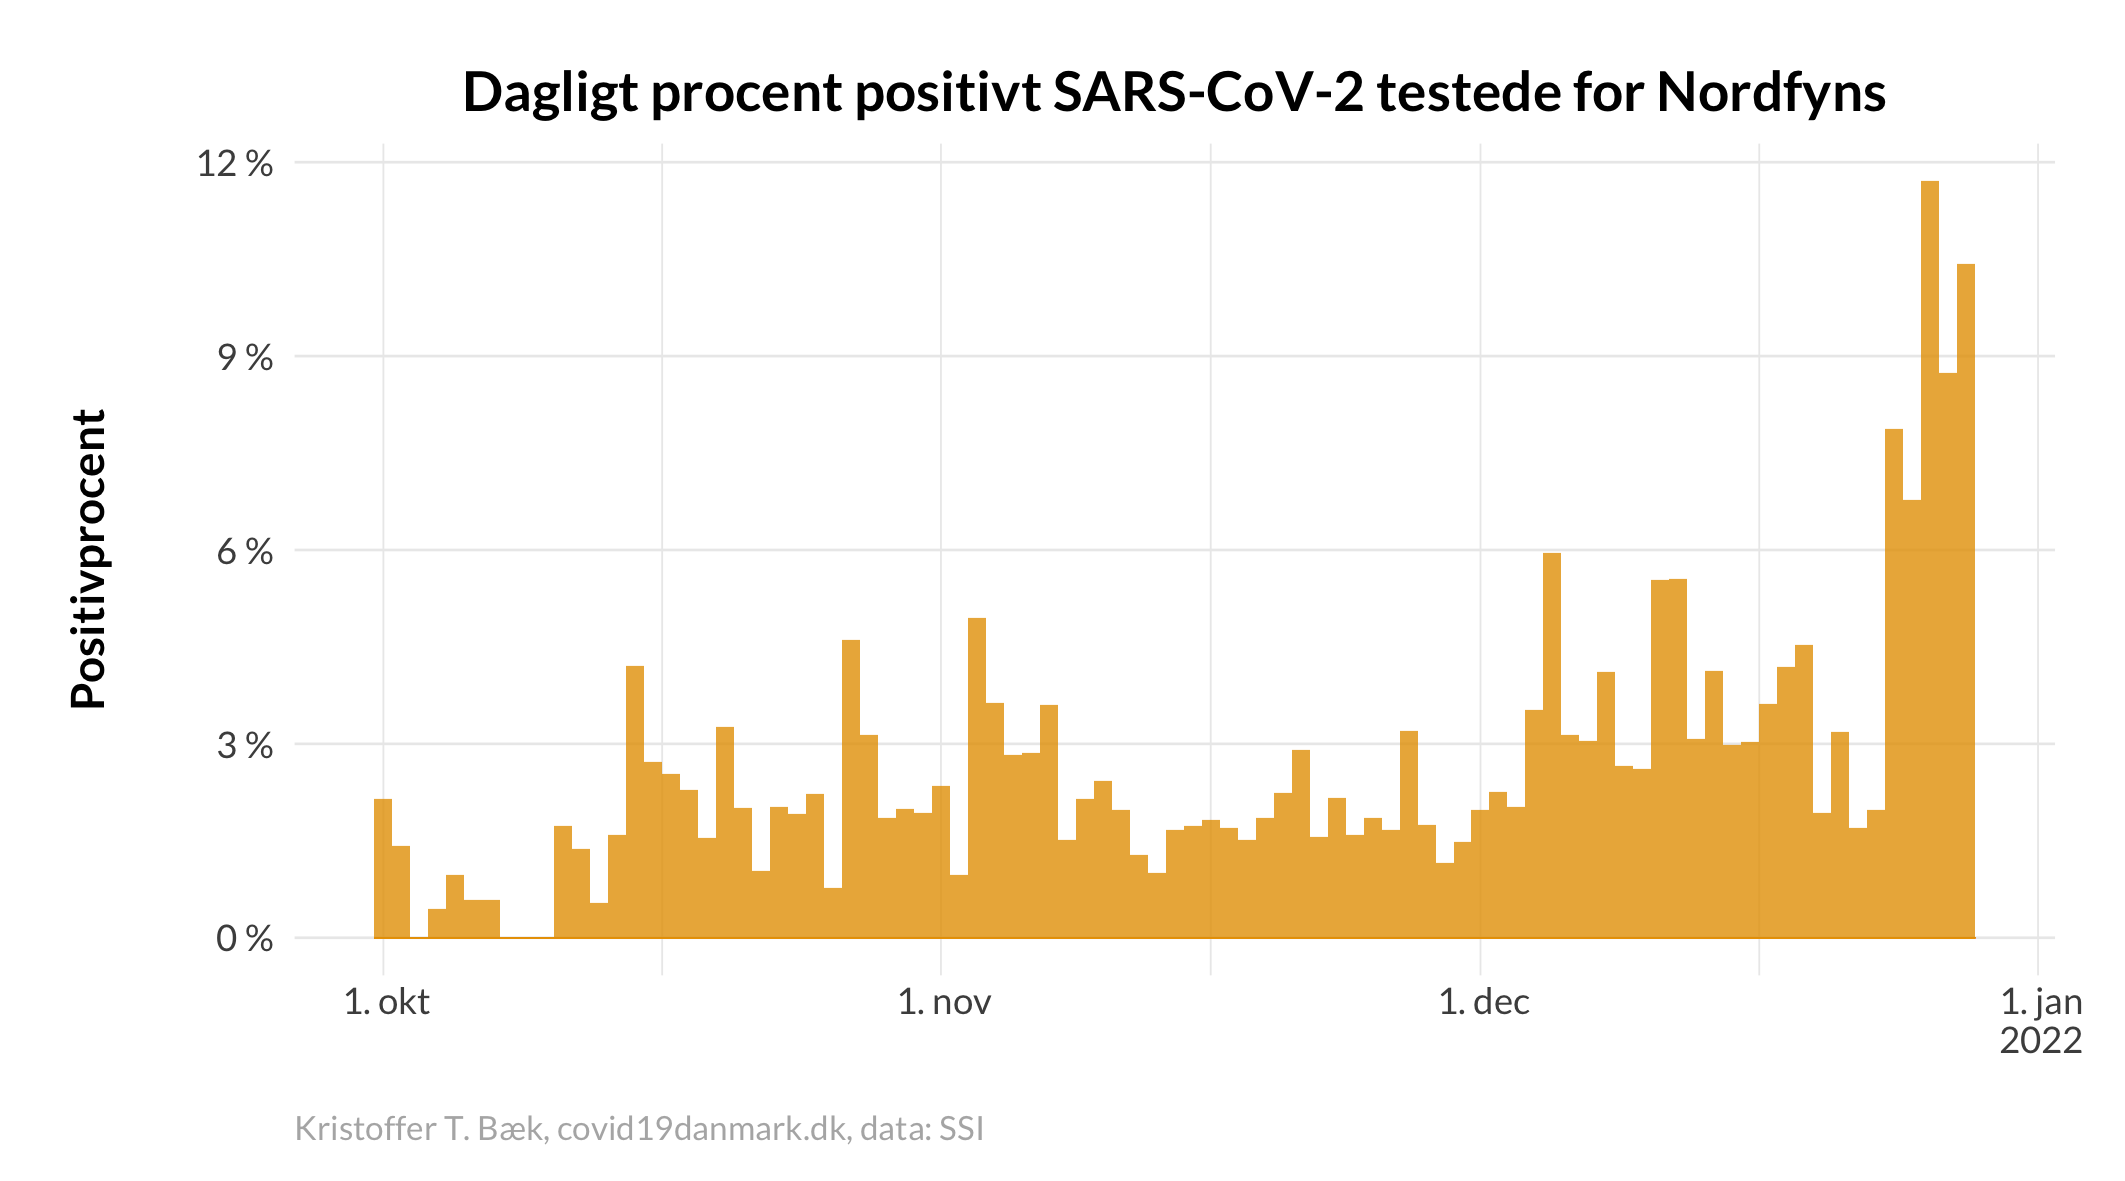 Dagligt procent positivt SARS-CoV-2 testede for Nordfyns
Positivprocent
12 %
9 %
6 %
3 %
0 %
1. okt
1. nov
1. dec
1. jan
2022
Kristoffer T. Bæk, covid19danmark.dk, data: SSI